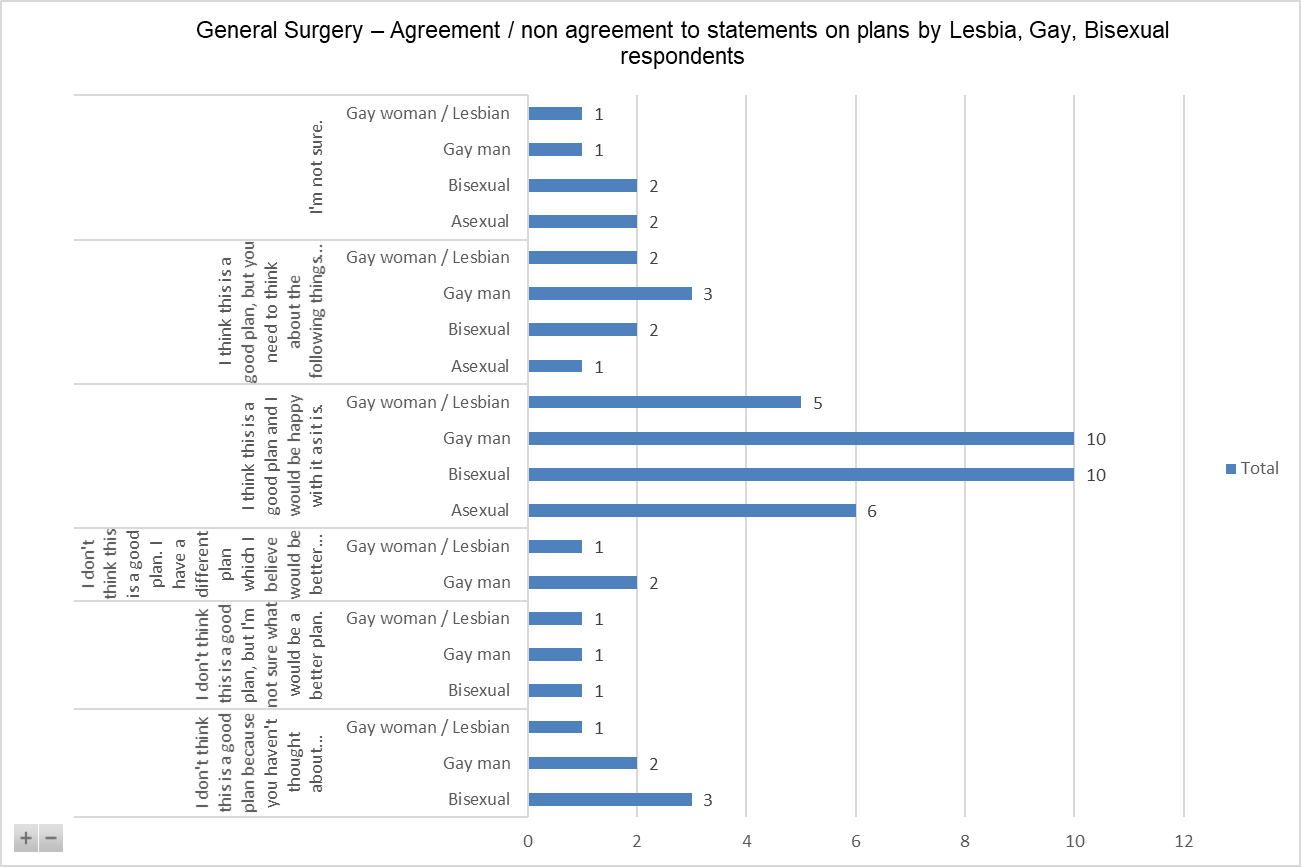 General Surgery – Agreement / non agreement to statements on plans by Lesbia, Gay, Bisexual
respondents
I'm not sure.
Gay woman / Lesbian 1
Gay man 1
Bisexual 2
Asexual 2
I think this is a
good plan, but you
need to think
about the
following things...
Gay woman / Lesbian 2
Gay man 3
Bisexual 2
Asexual 1
I think this is a
good plan and I
would be happy
with it as it is.
Gay woman / Lesbian 5
Gay man 10
Bisexual 10
Asexual 6
I don't
think this
is a good
plan. I
have a
different
plan
which I
believe
would be
better...
Gay woman / Lesbian 1
Gay man 2
I don't think
this is a good
plan, but I'm
not sure what
would be a
better plan.
Gay woman / Lesbian 1
Gay man 1
Bisexual 1
I don't think
this is a good
plan because
you haven't
thought
about...
Gay woman / Lesbian 1
Gay man 2
Bisexual 3
Total
+ −
0 2 4 6 8 10 12